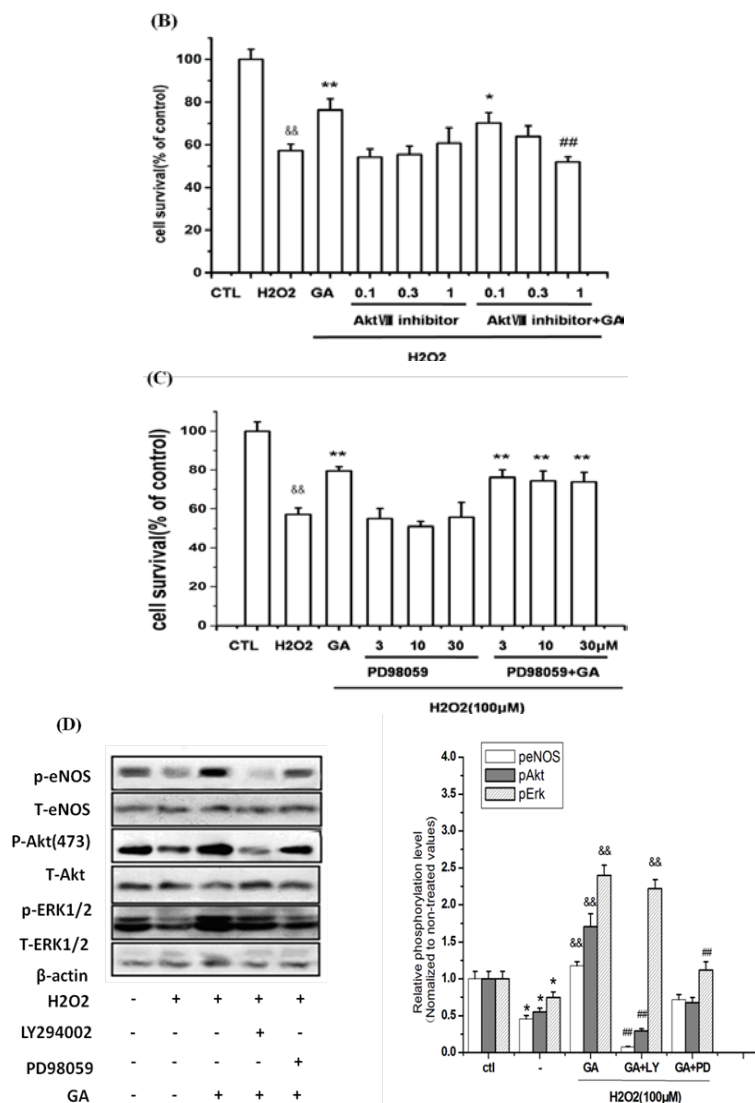 (B)
cell survival(% of control)
100
80
60
40
20
0
&&
**
*
##
CTL H2O2 GA 0.1 0.3 1 0.1 0.3 1
AktⅧ inhibitor AktⅧ inhibitor+GA
H2O2
(C)
cell survival(% of control)
100
80
60
40
20
0
&&
**
** ** **
CTL H2O2 GA 3 10 30 3 10 30μM
PD98059 PD98059+GA
H2O2(100μM)
(D)
p-eNOS
T-eNOS
P-Akt(473)
T-Akt
p-ERK1/2
T-ERK1/2
β-actin
H2O2 - + + + +
LY294002 - - - + -
PD98059 - - - - +
GA - - + + +
Relative phosphorylation level
(Nomalized to non-treated values)
4.0
3.5
3.0
2.5
2.0
1.5
1.0
0.5
0.0
peNOS
pAkt
pErk
* * *
&& && &&
## ## &&
##
ctl - GA GA+LY GA+PD
H2O2(100μM)